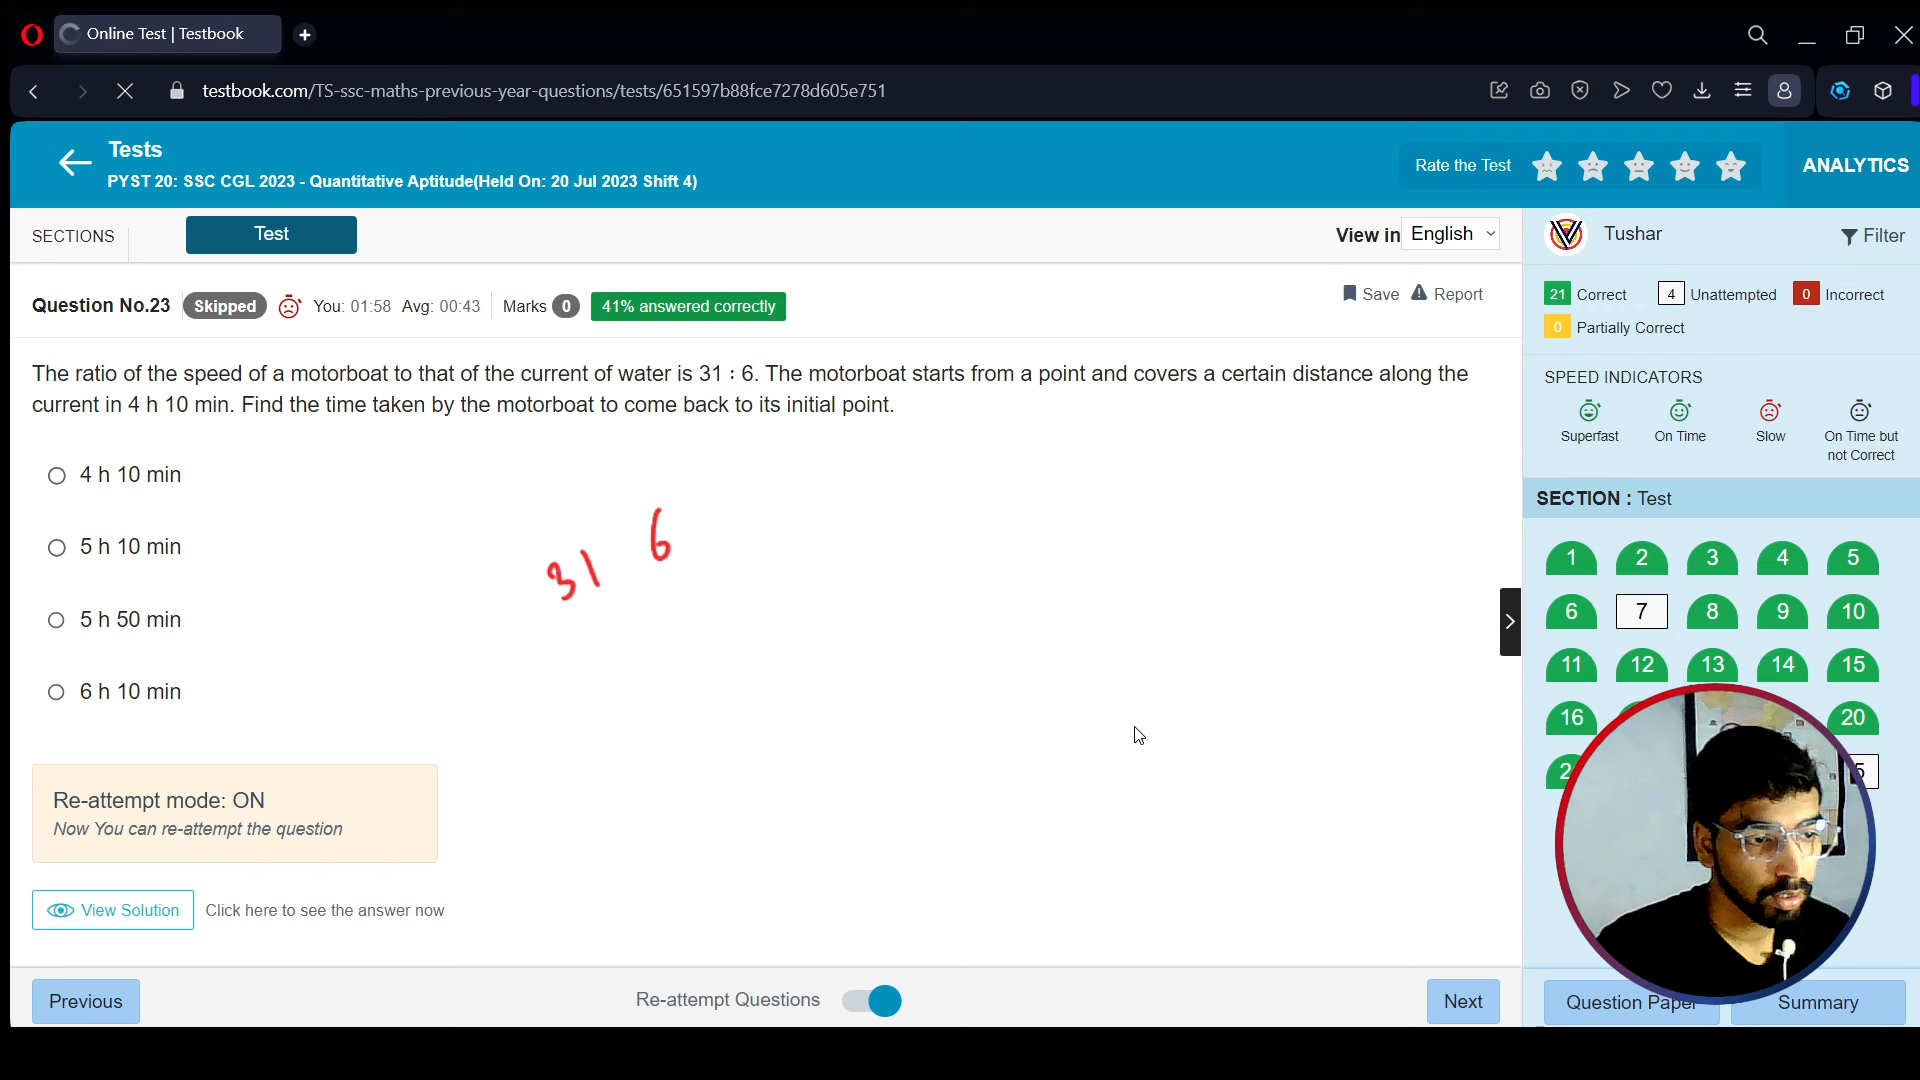 Online Test | Testbook
testbook.com/TS-ssc-maths-previous-year-questions/tests/651597b88fce7278d605e751
Tests
PYST 20: SSC CGL 2023 - Quantitative Aptitude(Held On: 20 Jul 2023 Shift 4)
Rate the Test
ANALYTICS
SECTIONS
Test
View in English
Tushar
Filter
Question No.23 Skipped You: 01:58 Avg: 00:43 Marks 0 41% answered correctly
Save Report
21 Correct 4 Unattempted 0 Incorrect
0 Partially Correct
The ratio of the speed of a motorboat to that of the current of water is 31 : 6. The motorboat starts from a point and covers a certain distance along the
current in 4 h 10 min. Find the time taken by the motorboat to come back to its initial point.
4 h 10 min
5 h 10 min
5 h 50 min
6 h 10 min
31 6
Re-attempt mode: ON
Now You can re-attempt the question
View Solution Click here to see the answer now
Previous
Re-attempt Questions
Next
SPEED INDICATORS
Superfast On Time Slow On Time but
not Correct
SECTION : Test
1 2 3 4 5
6 7 8 9 10
11 12 13 14 15
16 20
Question Paper Summary